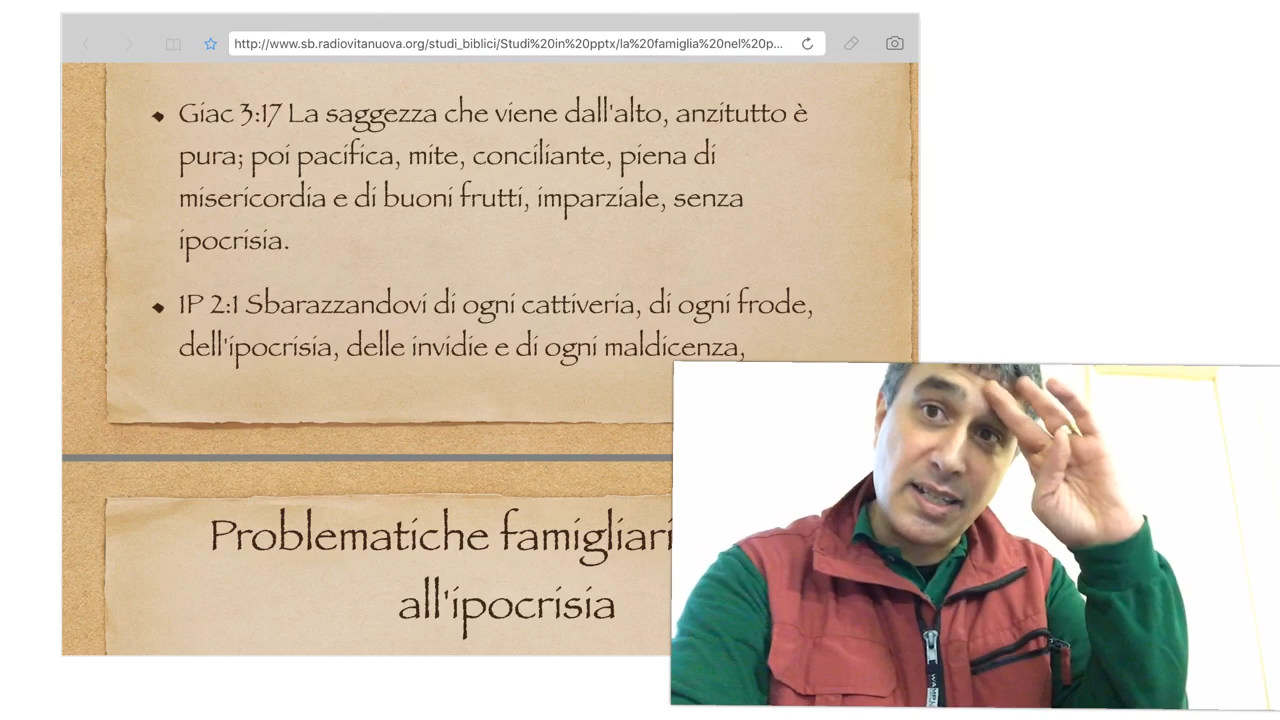 http://www.sb.radiovitanuova.org/studi_biblici/Studi%20in%20pptx/la%20famiglia%20nel%20p...
Giac 3:17 La saggezza che viene dall'alto, anzitutto è
pura; poi pacifica, mite, conciliante, piena di
misericordia e di buoni frutti, imparziale, senza
ipocrisia.
1P 2:1 Sbarazzandovi di ogni cattiveria, di ogni frode,
dell'ipocrisia, delle invidie e di ogni maldicenza,
Problematiche famigliari
all'ipocrisia